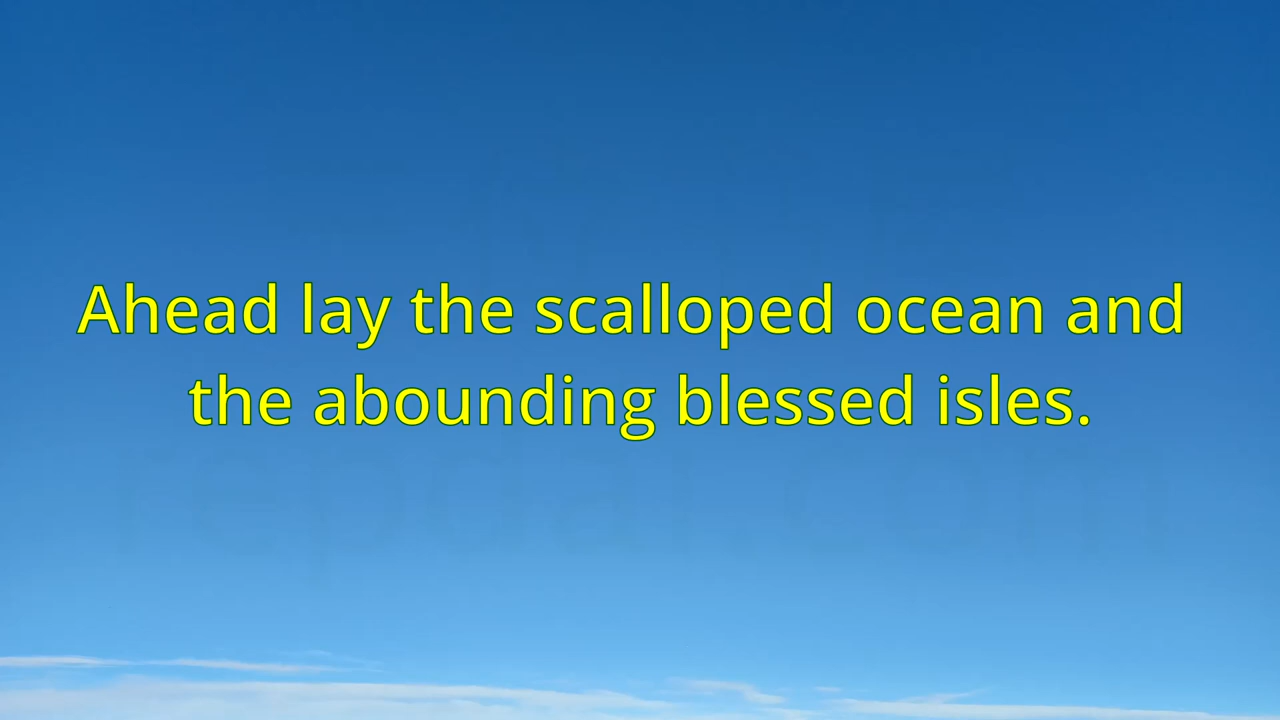 Ahead lay the scalloped ocean and
the abounding blessed isles.